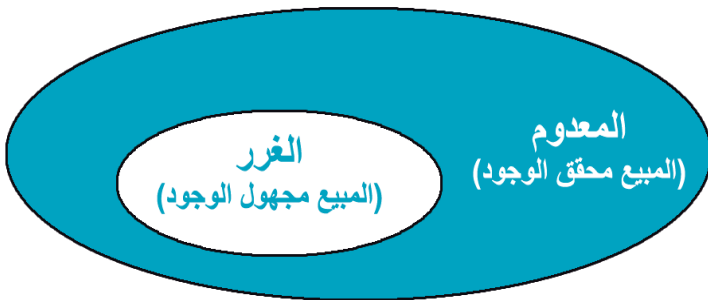 المعدوم
(المبيع محقق الوجود)
الغرر
(المبيع مجهول الوجود)